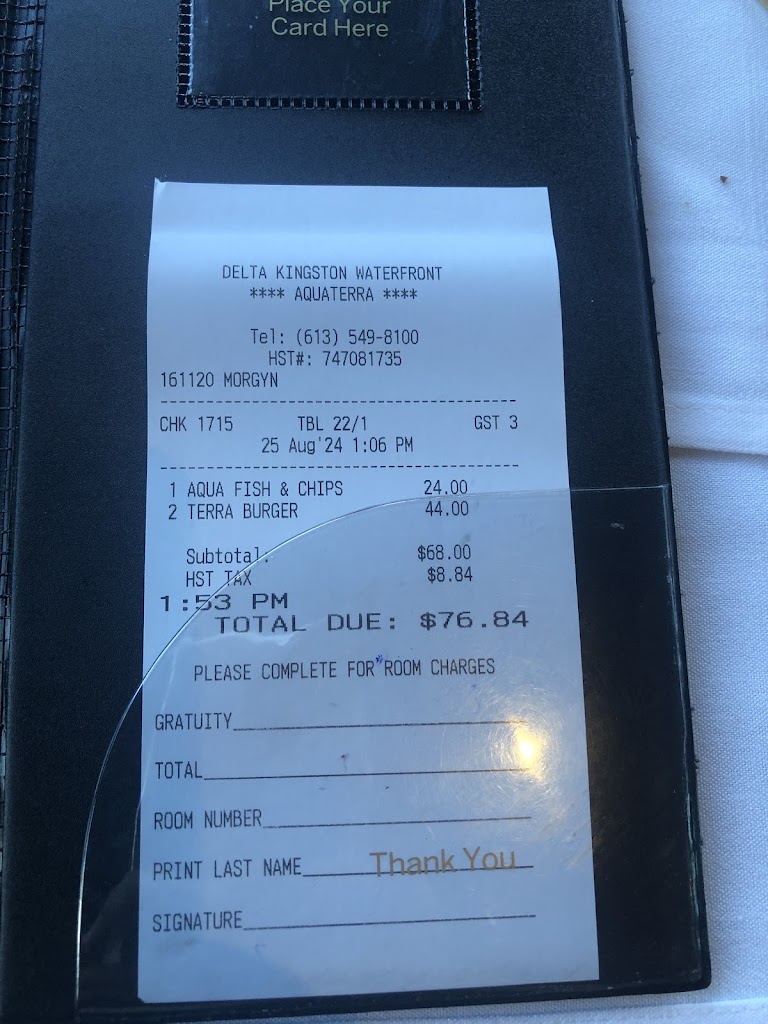 Place Your
Card Here
DELTA KINGSTON WATERFRONT
**** AQUATERRA ****
Tel: (613) 549-8100
HST#: 747081735
161120 MORGYN
CHK 1715 TBL 22/1 GST 3
25 Aug'24 1:06 PM
1 AQUA FISH & CHIPS 24.00
2 TERRA BURGER 44.00
Subtotal: $68.00
HST TAX $8.84
1:53 PM
TOTAL DUE: $76.84
PLEASE COMPLETE FOR ROOM CHARGES
GRATUITY
TOTAL
ROOM NUMBER
PRINT LAST NAME
Thank You
SIGNATURE